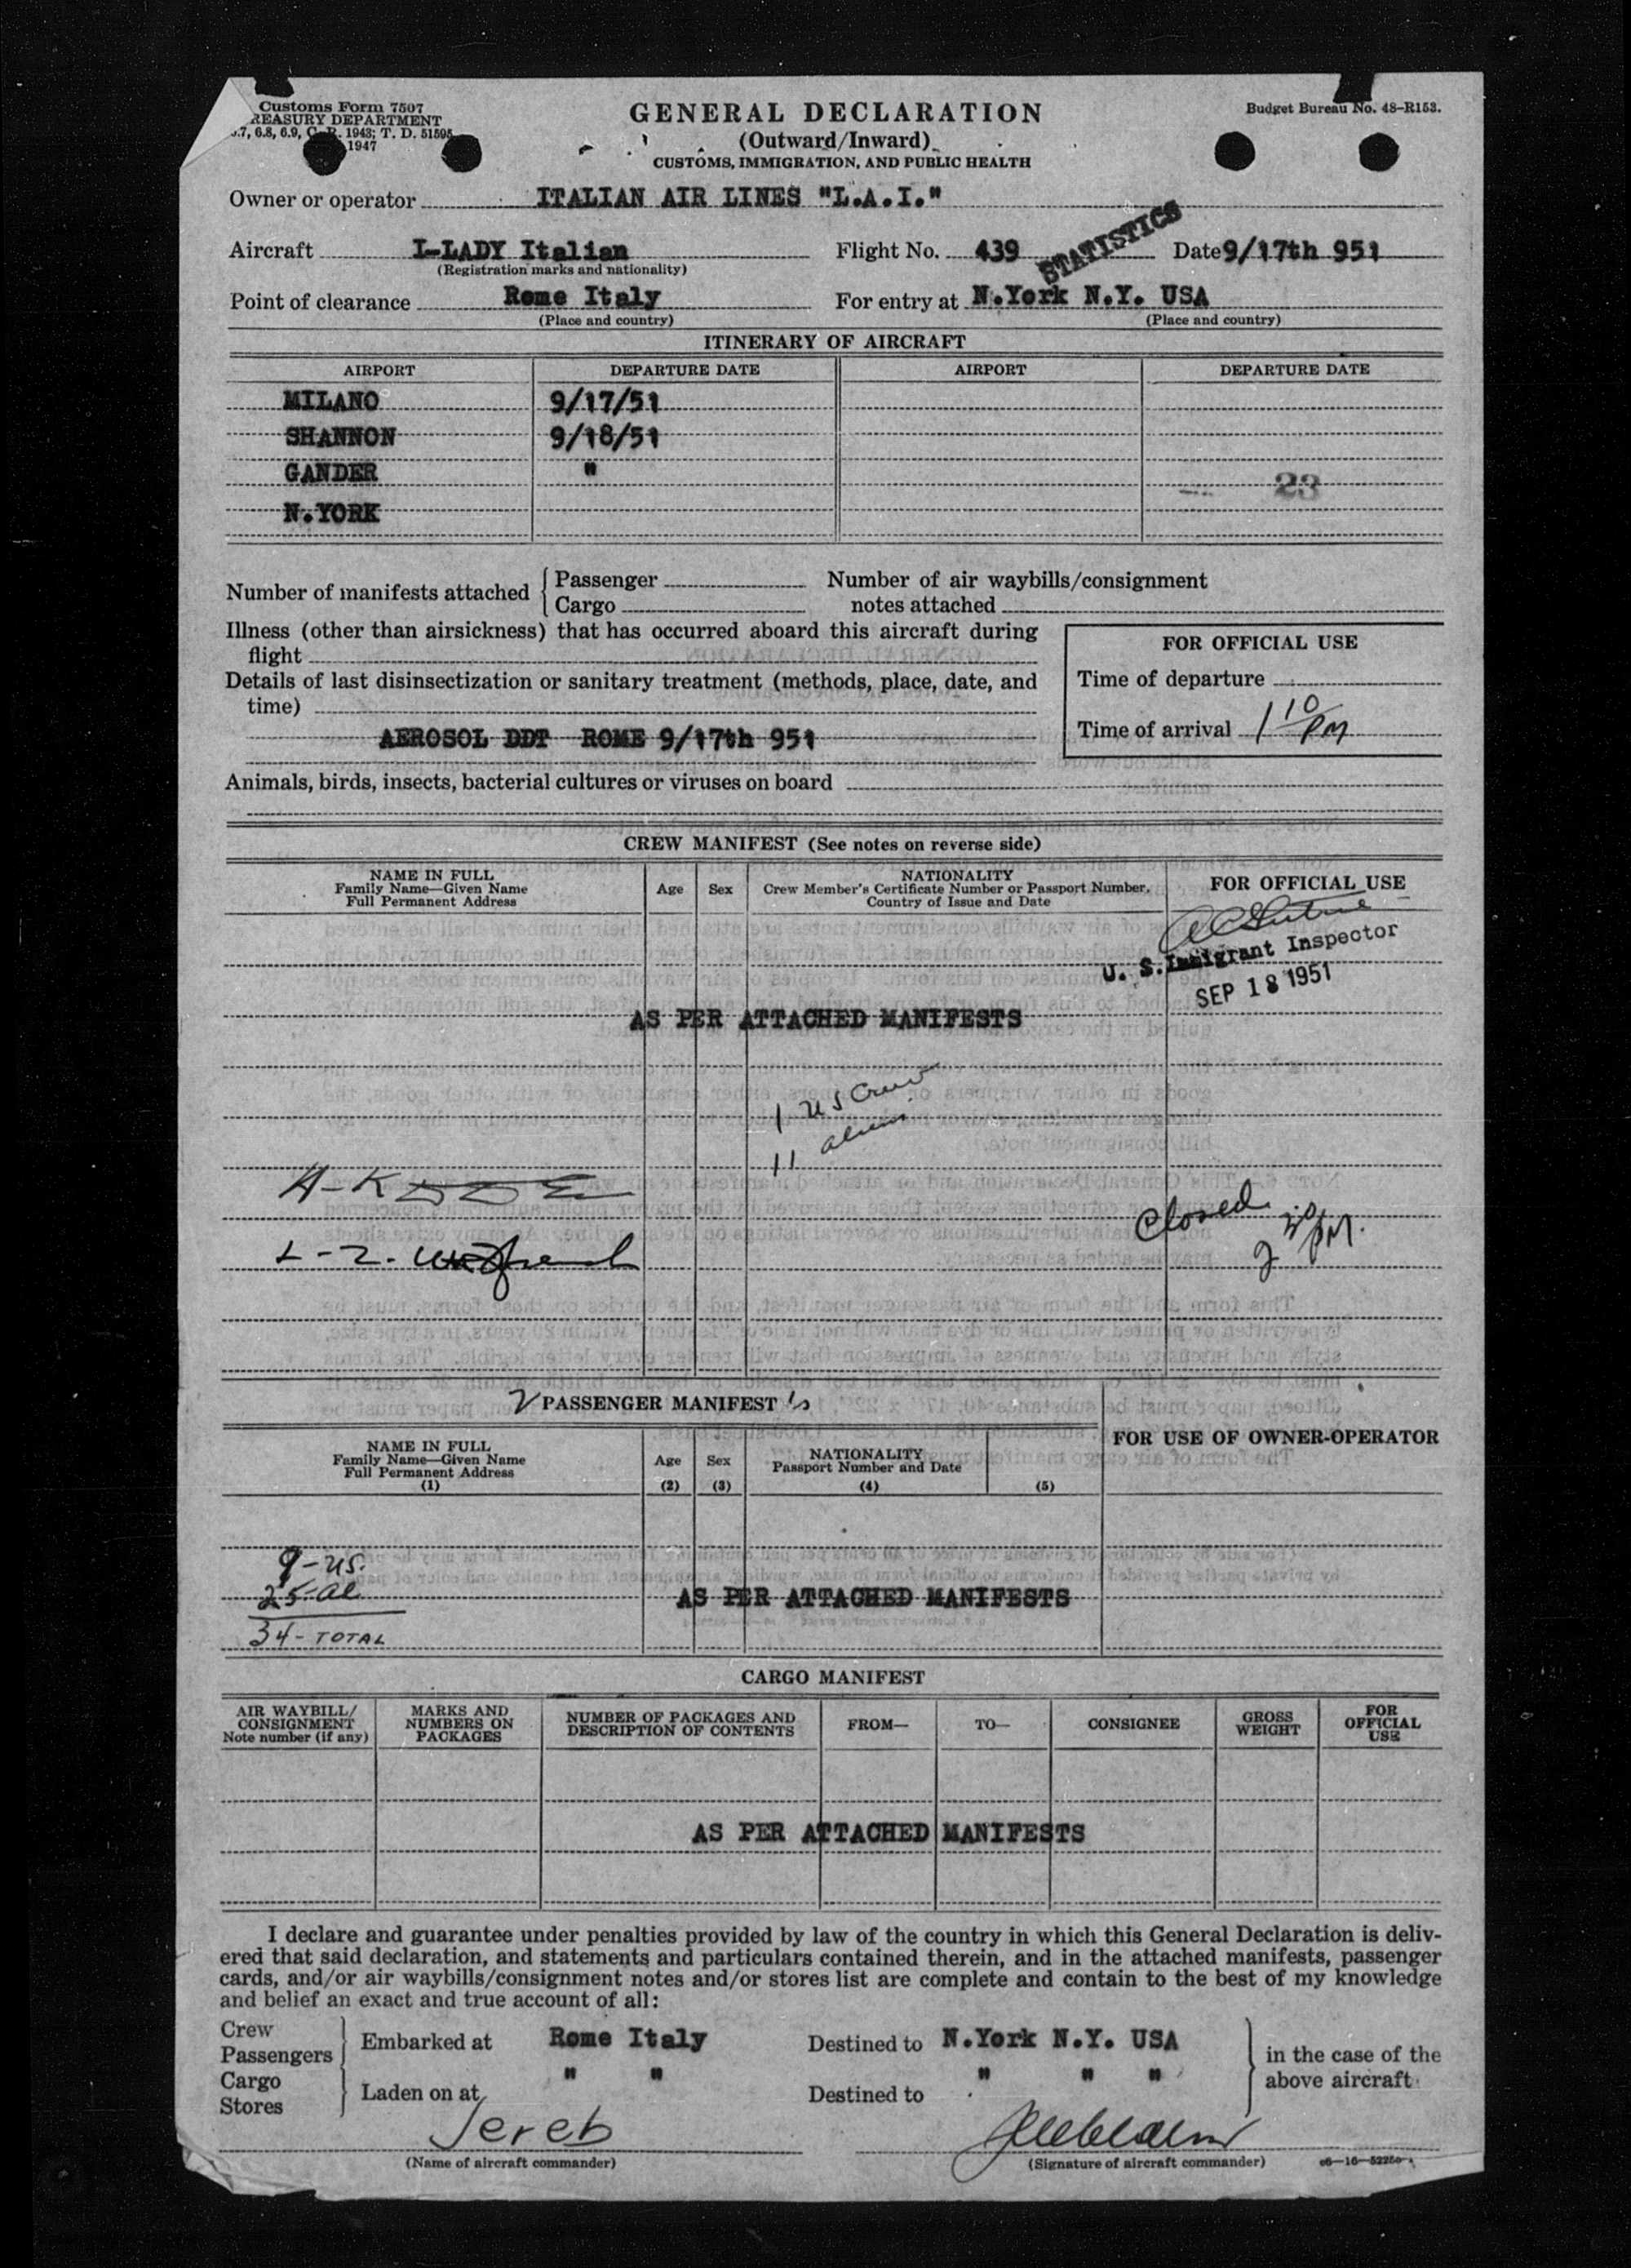 Customs Form 7507
TREASURY DEPARTMENT
.7, 6.8, 6.9, C. R. 1943; T. D. 51595
1947
GENERAL DECLARATION
(Outward/Inward)
CUSTOMS, IMMIGRATION, AND PUBLIC HEALTH
Budget Bureau No. 48-R153.
Owner or operator ITALIAN AIR LINES "L.A.I."
STATISTICS
Aircraft I-LADY Italian Flight No. 439 Date 9/17th 951
(Registration marks and nationality)
Point of clearance Rome Italy For entry at N.York N.Y. USA
(Place and country) (Place and country)
ITINERARY OF AIRCRAFT
AIRPORT DEPARTURE DATE AIRPORT DEPARTURE DATE
MILANO 9/17/51
SHANNON 9/18/51
GANDER "
23
N.YORK
Number of manifests attached { Passenger
Cargo
Number of air waybills/consignment
notes attached
Illness (other than airsickness) that has occurred aboard this aircraft during
flight
Details of last disinsectization or sanitary treatment (methods, place, date, and
time)
AEROSOL DDT ROME 9/17th 951
FOR OFFICIAL USE
Time of departure
Time of arrival 1 10 PM
Animals, birds, insects, bacterial cultures or viruses on board
CREW MANIFEST (See notes on reverse side)
NAME IN FULL
Family Name—Given Name
Full Permanent Address
Age Sex
NATIONALITY
Crew Member's Certificate Number or Passport Number,
Country of Issue and Date
FOR OFFICIAL USE
U. S. Immigrant Inspector
SEP 18 1951
AS PER ATTACHED MANIFESTS
1 US Crew
11 aliens
Closed
2 30 PM.
2 PASSENGER MANIFEST 's
FOR USE OF OWNER-OPERATOR
NAME IN FULL
Family Name—Given Name
Full Permanent Address
(1)
Age
(2)
Sex
(3)
NATIONALITY
Passport Number and Date
(4) (5)
9-US.
25-al
34-TOTAL
AS PER ATTACHED MANIFESTS
CARGO MANIFEST
AIR WAYBILL/
CONSIGNMENT
Note number (if any)
MARKS AND
NUMBERS ON
PACKAGES
NUMBER OF PACKAGES AND
DESCRIPTION OF CONTENTS
FROM—
TO—
CONSIGNEE
GROSS
WEIGHT
FOR
OFFICIAL
USE
AS PER ATTACHED MANIFESTS
I declare and guarantee under penalties provided by law of the country in which this General Declaration is deliv-
ered that said declaration, and statements and particulars contained therein, and in the attached manifests, passenger
cards, and/or air waybills/consignment notes and/or stores list are complete and contain to the best of my knowledge
and belief an exact and true account of all:
Crew
Passengers
Embarked at Rome Italy Destined to N.York N.Y. USA
Cargo
Stores
Laden on at " " Destined to " " "
in the case of the
above aircraft
Jereb
(Name of aircraft commander) (Signature of aircraft commander)